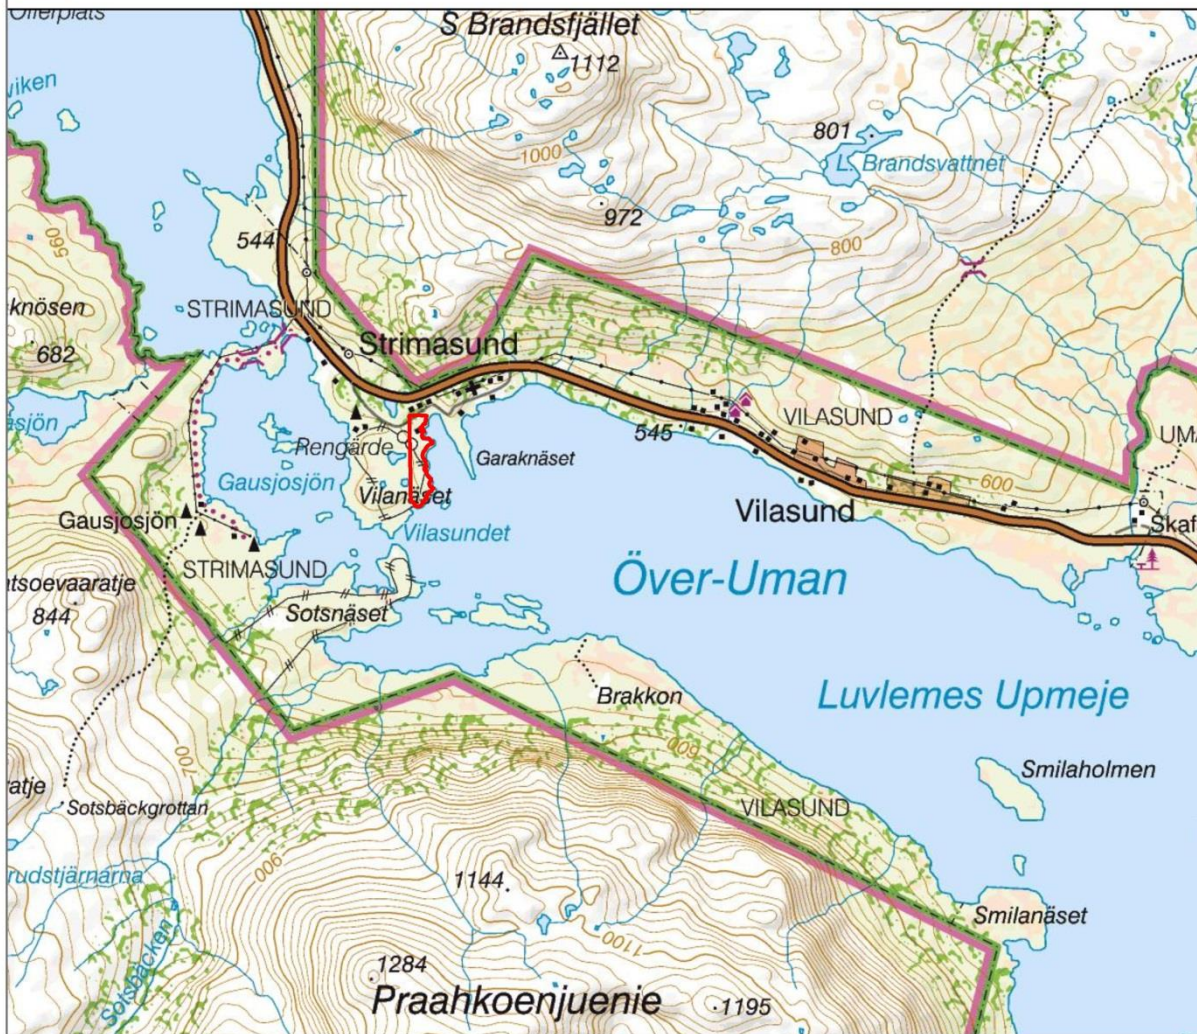 Offerplats
S Brandsfjället
1112
viken
801
1000
L. Brandsvattnet
972
544
800
560
STRIMASUND
knösen
682
Strimasund
VILASUND
545
UMA
Rengärde
Garaknäset
asjön
Gausjosjön
Vilanäset
600
Gausjosjön
Vilasund
Skaf
Vilasundet
STRIMASUND
Över-Uman
tsoevaaratje
844
Sotsnäset
Brakkon
Luvlemes Upmeje
700
600
Smilaholmen
ratje
Sotsbäckgrottan
VILASUND
900
rudstjärnarna
1144
Smilanäset
1100
Sotsbäcken
1284
Praahkoenjuenie
1195